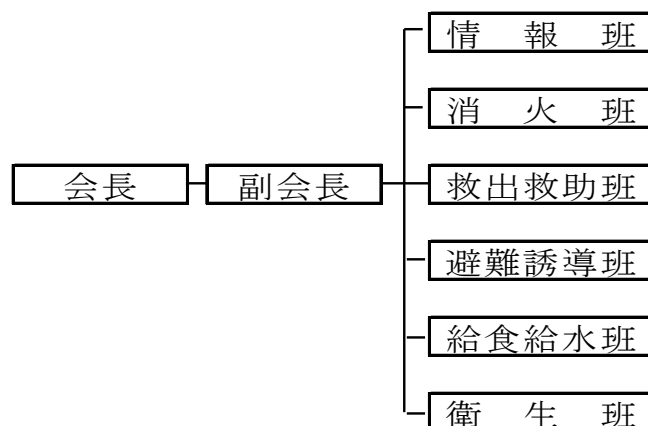 情報班
消火班
会長 副会長 救出救助班
避難誘導班
給食給水班
衛生班